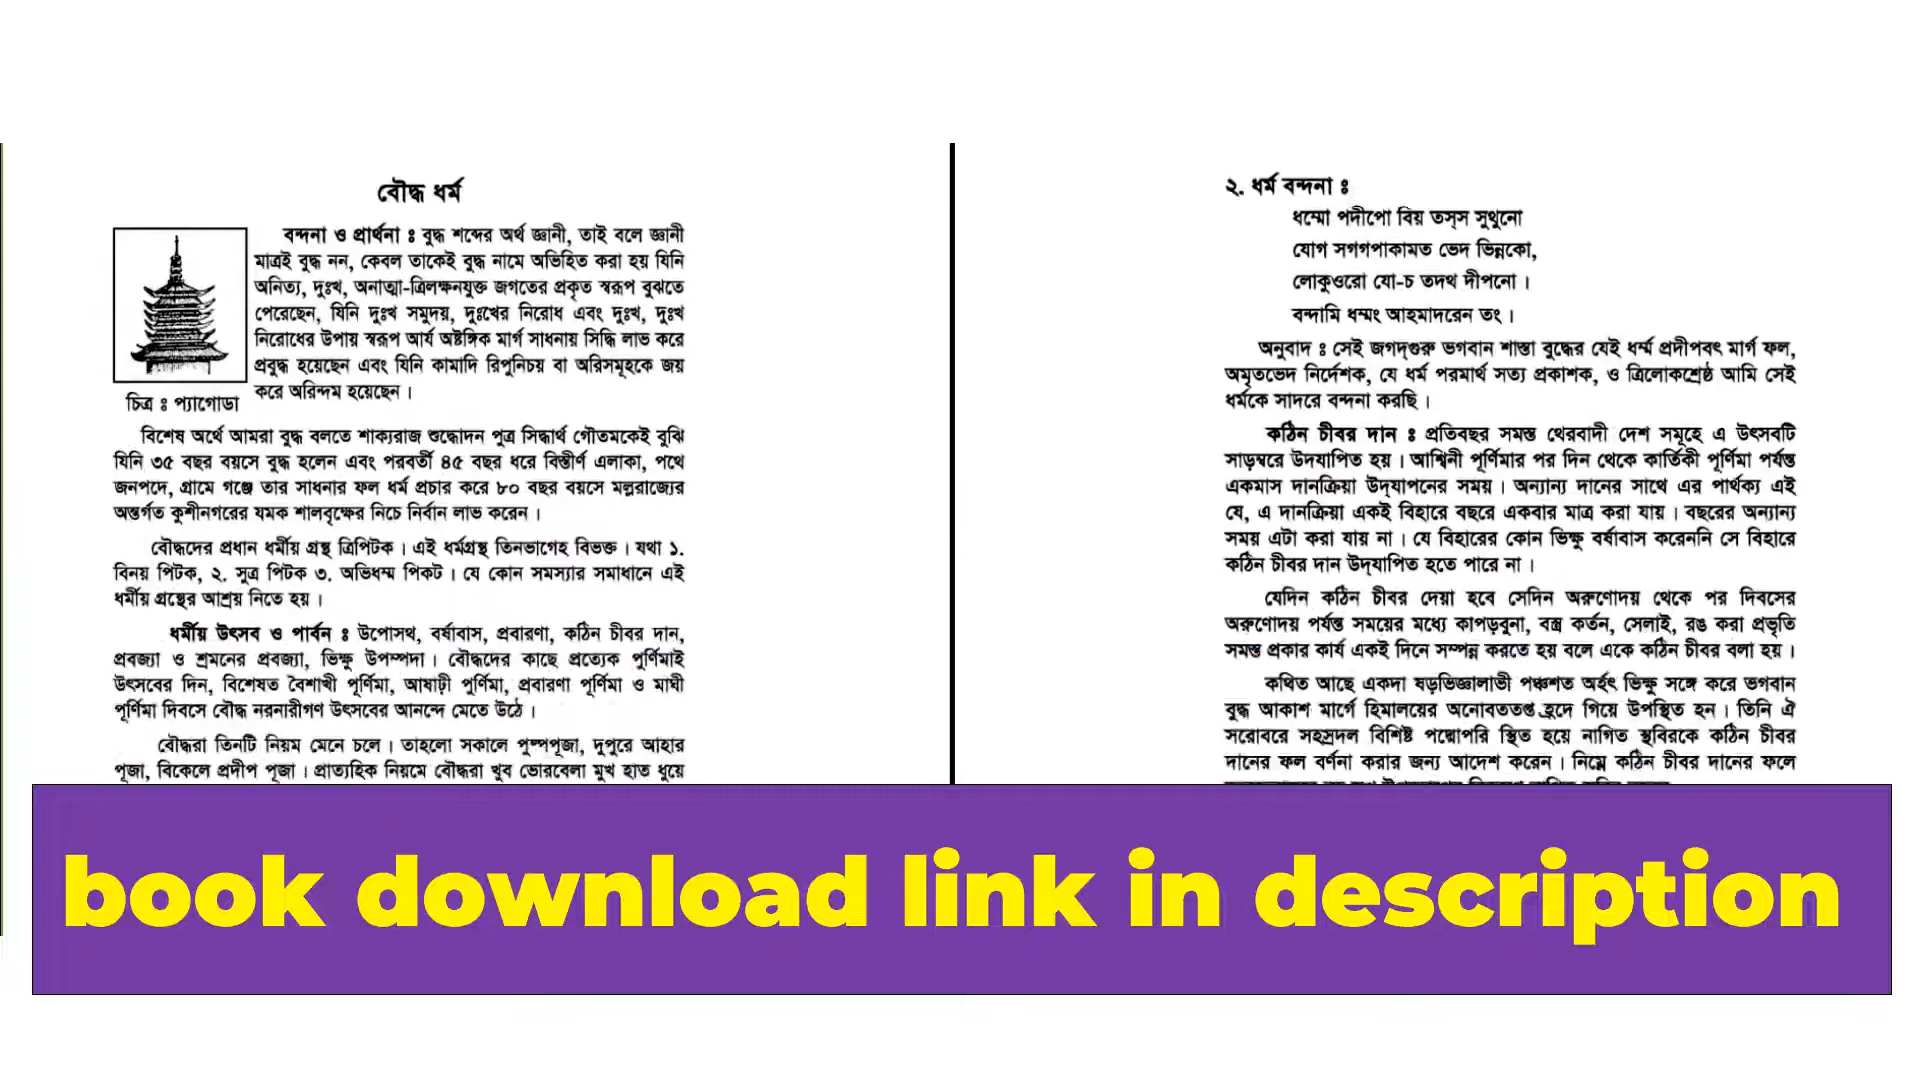 বৌদ্ধ ধর্ম
বন্দনা ও প্রার্থনা ঃ বুদ্ধ শব্দের অর্থ জ্ঞানী, তাই বলে জ্ঞানী
মাত্রই বুদ্ধ নন, কেবল তাকেই বুদ্ধ নামে অভিহিত করা হয় যিনি
অনিত্য, দুঃখ, অনাত্মা-ত্রিলক্ষনযুক্ত জগতের প্রকৃত স্বরূপ বুঝতে
পেরেছেন, যিনি দুঃখ সমুদয়, দুঃখের নিরোধ এবং দুঃখ, দুঃখ
নিরোধের উপায় স্বরূপ আর্য অষ্টঙ্গিক মার্গ সাধনায় সিদ্ধি লাভ করে
প্রবুদ্ধ হয়েছেন এবং যিনি কামাদি রিপুনিচয় বা অরিসমূহকে জয়
করে অরিন্দম হয়েছেন।
চিত্র ঃ প্যাগোডা
বিশেষ অর্থে আমরা বুদ্ধ বলতে শাক্যরাজ শুদ্ধোদন পুত্র সিদ্ধার্থ গৌতমকেই বুঝি
যিনি ৩৫ বছর বয়সে বুদ্ধ হলেন এবং পরবর্তী ৪৫ বছর ধরে বিস্তীর্ণ এলাকা, পথে
জনপদে, গ্রামে গঞ্জে তার সাধনার ফল ধর্ম প্রচার করে ৮০ বছর বয়সে মল্লরাজ্যের
অন্তর্গত কুশীনগরের যমক শালবৃক্ষের নিচে নির্বান লাভ করেন।
বৌদ্ধদের প্রধান ধর্মীয় গ্রন্থ ত্রিপিটক। এই ধর্মগ্রন্থ তিনভাগেহ বিভক্ত। যথা ১.
বিনয় পিটক, ২. সুত্র পিটক ৩. অভিধম্ম পিকট। যে কোন সমস্যার সমাধানে এই
ধর্মীয় গ্রন্থের আশ্রয় নিতে হয়।
ধর্মীয় উৎসব ও পার্বন ঃ উপোসথ, বর্ষাবাস, প্রবারণা, কঠিন চীবর দান,
প্রবজ্যা ও শ্রমনের প্রবজ্যা, ভিক্ষু উপম্পদা। বৌদ্ধদের কাছে প্রত্যেক পুর্ণিমাই
উৎসবের দিন, বিশেষত বৈশাখী পূর্ণিমা, আষাঢ়ী পুর্ণিমা, প্রবারণা পূর্ণিমা ও মাঘী
পূর্ণিমা দিবসে বৌদ্ধ নরনারীগণ উৎসবের আনন্দে মেতে উঠে।
বৌদ্ধরা তিনটি নিয়ম মেনে চলে। তাহলো সকালে পুষ্পপূজা, দুপুরে আহার
পূজা, বিকেলে প্রদীপ পূজা। প্রাত্যহিক নিয়মে বৌদ্ধরা খুব ভোরবেলা মুখ হাত ধুয়ে
২. ধর্ম বন্দনা ঃ
ধম্মো পদীপো বিয় তস্স সুথুনো
যোগ সগগপাকামত ভেদ ভিন্নকো,
লোকুওরো যো-চ তদথ দীপনো।
বন্দামি ধম্মং আহমাদরেন তং।
অনুবাদ ঃ সেই জগদ্গুরু ভগবান শাস্তা বুদ্ধের যেই ধর্ম্ম প্রদীপবৎ মার্গ ফল,
অমৃতভেদ নির্দেশক, যে ধর্ম পরমার্থ সত্য প্রকাশক, ও ত্রিলোকশ্রেষ্ঠ আমি সেই
ধর্মকে সাদরে বন্দনা করছি।
কঠিন চীবর দান ঃ প্রতিবছর সমস্ত থেরবাদী দেশ সমূহে এ উৎসবটি
সাড়ম্বরে উদযাপিত হয়। আশ্বিনী পূর্ণিমার পর দিন থেকে কার্তিকী পূর্ণিমা পর্যন্ত
একমাস দানক্রিয়া উদ্‌যাপনের সময়। অন্যান্য দানের সাথে এর পার্থক্য এই
যে, এ দানক্রিয়া একই বিহারে বছরে একবার মাত্র করা যায়। বছরের অন্যান্য
সময় এটা করা যায় না। যে বিহারের কোন ভিক্ষু বর্ষাবাস করেননি সে বিহারে
কঠিন চীবর দান উদ্‌যাপিত হতে পারে না।
যেদিন কঠিন চীবর দেয়া হবে সেদিন অরুণোদয় থেকে পর দিবসের
অরুণোদয় পর্যন্ত সময়ের মধ্যে কাপড়বুনা, বস্ত্র কর্তন, সেলাই, রঙ করা প্রভৃতি
সমস্ত প্রকার কার্য একই দিনে সম্পন্ন করতে হয় বলে একে কঠিন চীবর বলা হয়।
কথিত আছে একদা ষড়ভিজ্ঞালাভী পঞ্চশত অর্হৎ ভিক্ষু সঙ্গে করে ভগবান
বুদ্ধ আকাশ মার্গে হিমালয়ের অনোবততপ্ত হ্রদে গিয়ে উপস্থিত হন। তিনি ঐ
সরোবরে সহস্রদল বিশিষ্ট পদ্মোপরি স্থিত হয়ে নাগিত স্থবিরকে কঠিন চীবর
দানের ফল বর্ণনা করার জন্য আদেশ করেন। নিম্নে কঠিন চীবর দানের ফলে
book download link in description